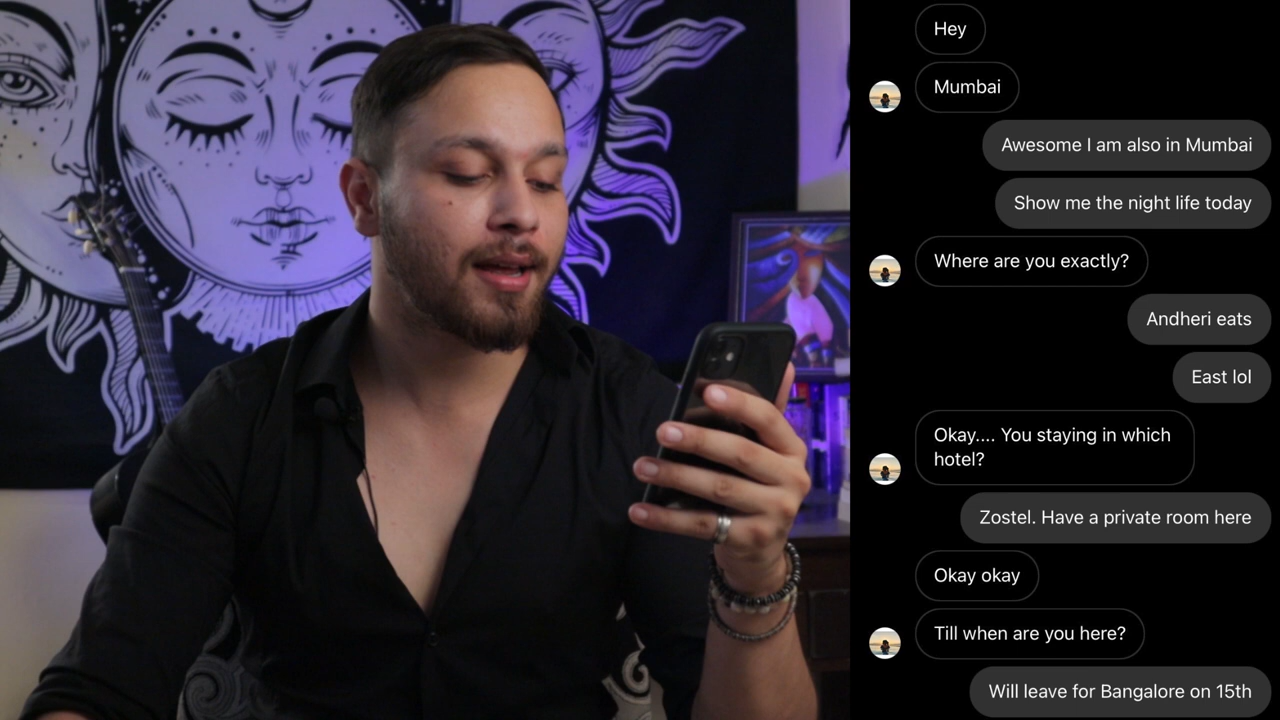 Hey
Mumbai
Awesome I am also in Mumbai
Show me the night life today
Where are you exactly?
Andheri eats
East lol
Okay.... You staying in which
hotel?
Zostel. Have a private room here
Okay okay
Till when are you here?
Will leave for Bangalore on 15th